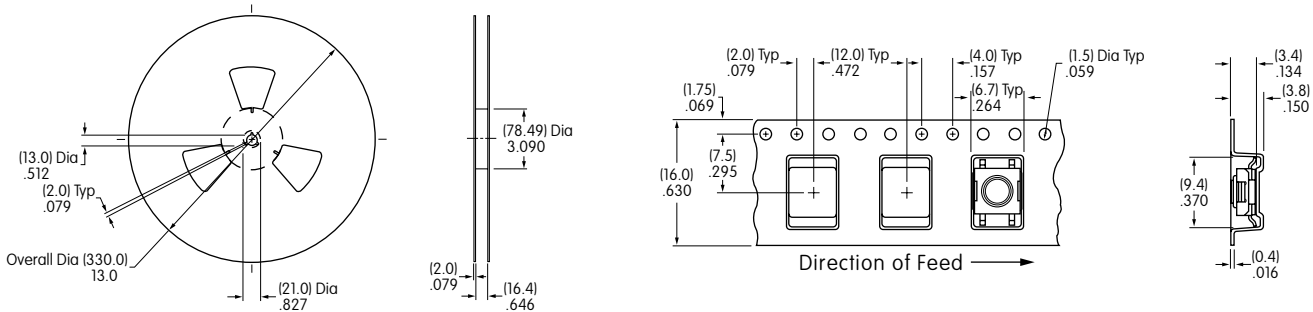 (13.0) Dia
.512
(2.0) Typ
.079
Overall Dia (330.0)
13.0
(21.0) Dia
.827
(78.49) Dia
3.090
(2.0)
.079
(16.4)
.646
(2.0) Typ
.079
(12.0) Typ
.472
(4.0) Typ
.157
(1.5) Dia Typ
.059
(6.7) Typ
.264
(1.75)
.069
(7.5)
.295
(16.0)
.630
Direction of Feed
(3.4)
.134
(3.8)
.150
(9.4)
.370
(0.4)
.016